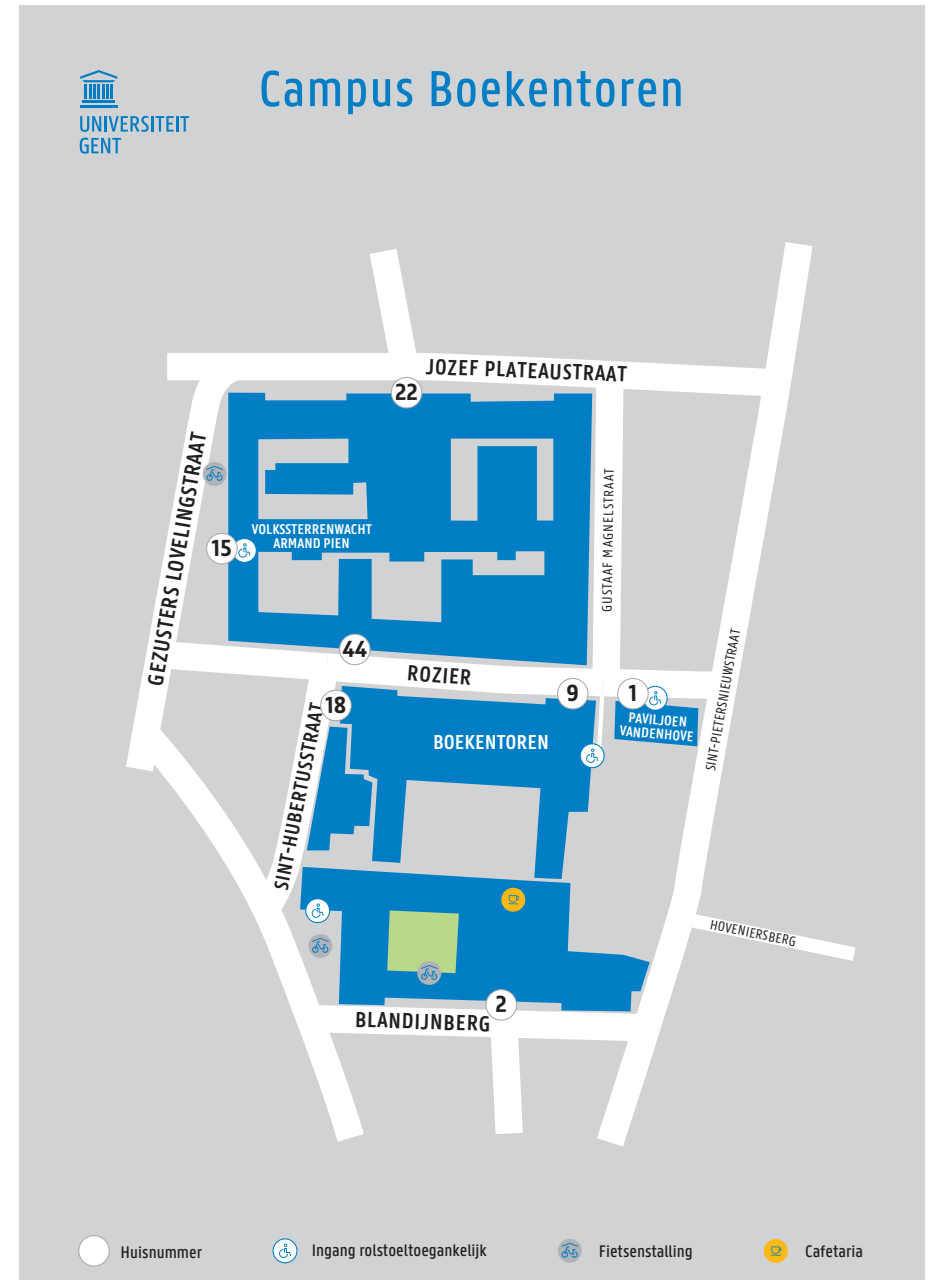 Campus Boekentoren
UNIVERSITEIT
GENT
JOZEF PLATEAUSTRAAT
22
GEZUSTERS LOVELINGSTRAAT
GUSTAAF MAGNELSTRAAT
VOLKSSTERRENWACHT
ARMAND PIEN
15
SINT-PIETERSNIEUWSTRAAT
44
ROZIER
9
1
18
PAVILJOEN
VANDENHOVE
BOEKENTOREN
SINT-HUBERTUSSTRAAT
HOVENIERSBERG
2
BLANDIJNBERG
Huisnummer
Ingang rolstoeltoegankelijk
Fietsenstalling
Cafetaria